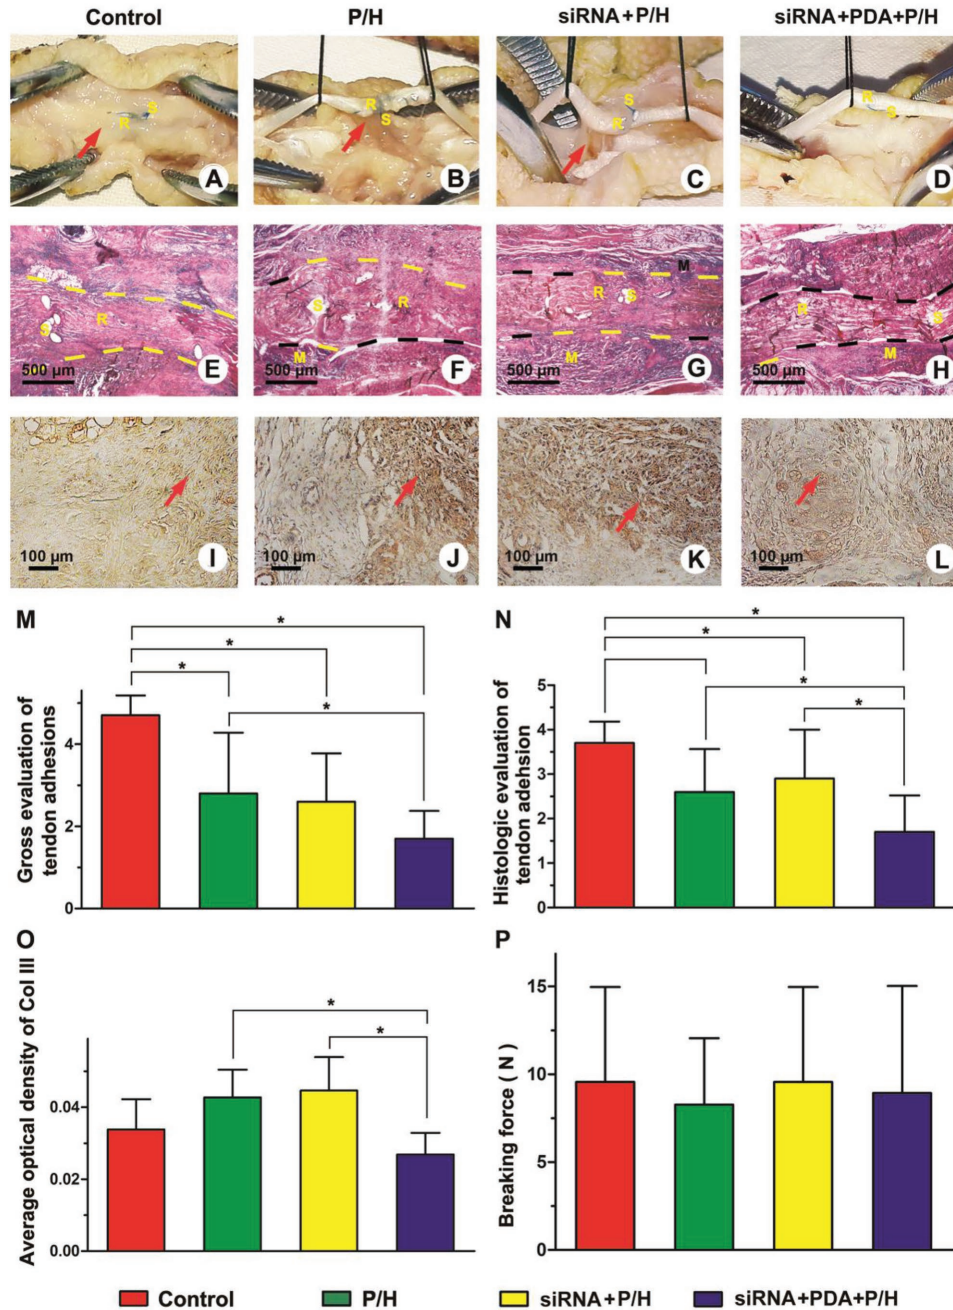 Control P/H siRNA+P/H siRNA+PDA+P/H
R S A
R S B
S R C
R S D
R S 500 μm E
S R M 500 μm F
M R S M 500 μm G
R S M 500 μm H
100 μm I
100 μm J
100 μm K
100 μm L
M
Gross evaluation of
tendon adhesions
4
2
0
*
*
*
*
N
Histologic evaluation of
tendon adehsion
5
4
3
2
1
0
*
*
*
*
O
Average optical density of Col III
0.04
0.02
0.00
*
*
P
Breaking force ( N )
15
10
5
0
Control P/H siRNA+P/H siRNA+PDA+P/H